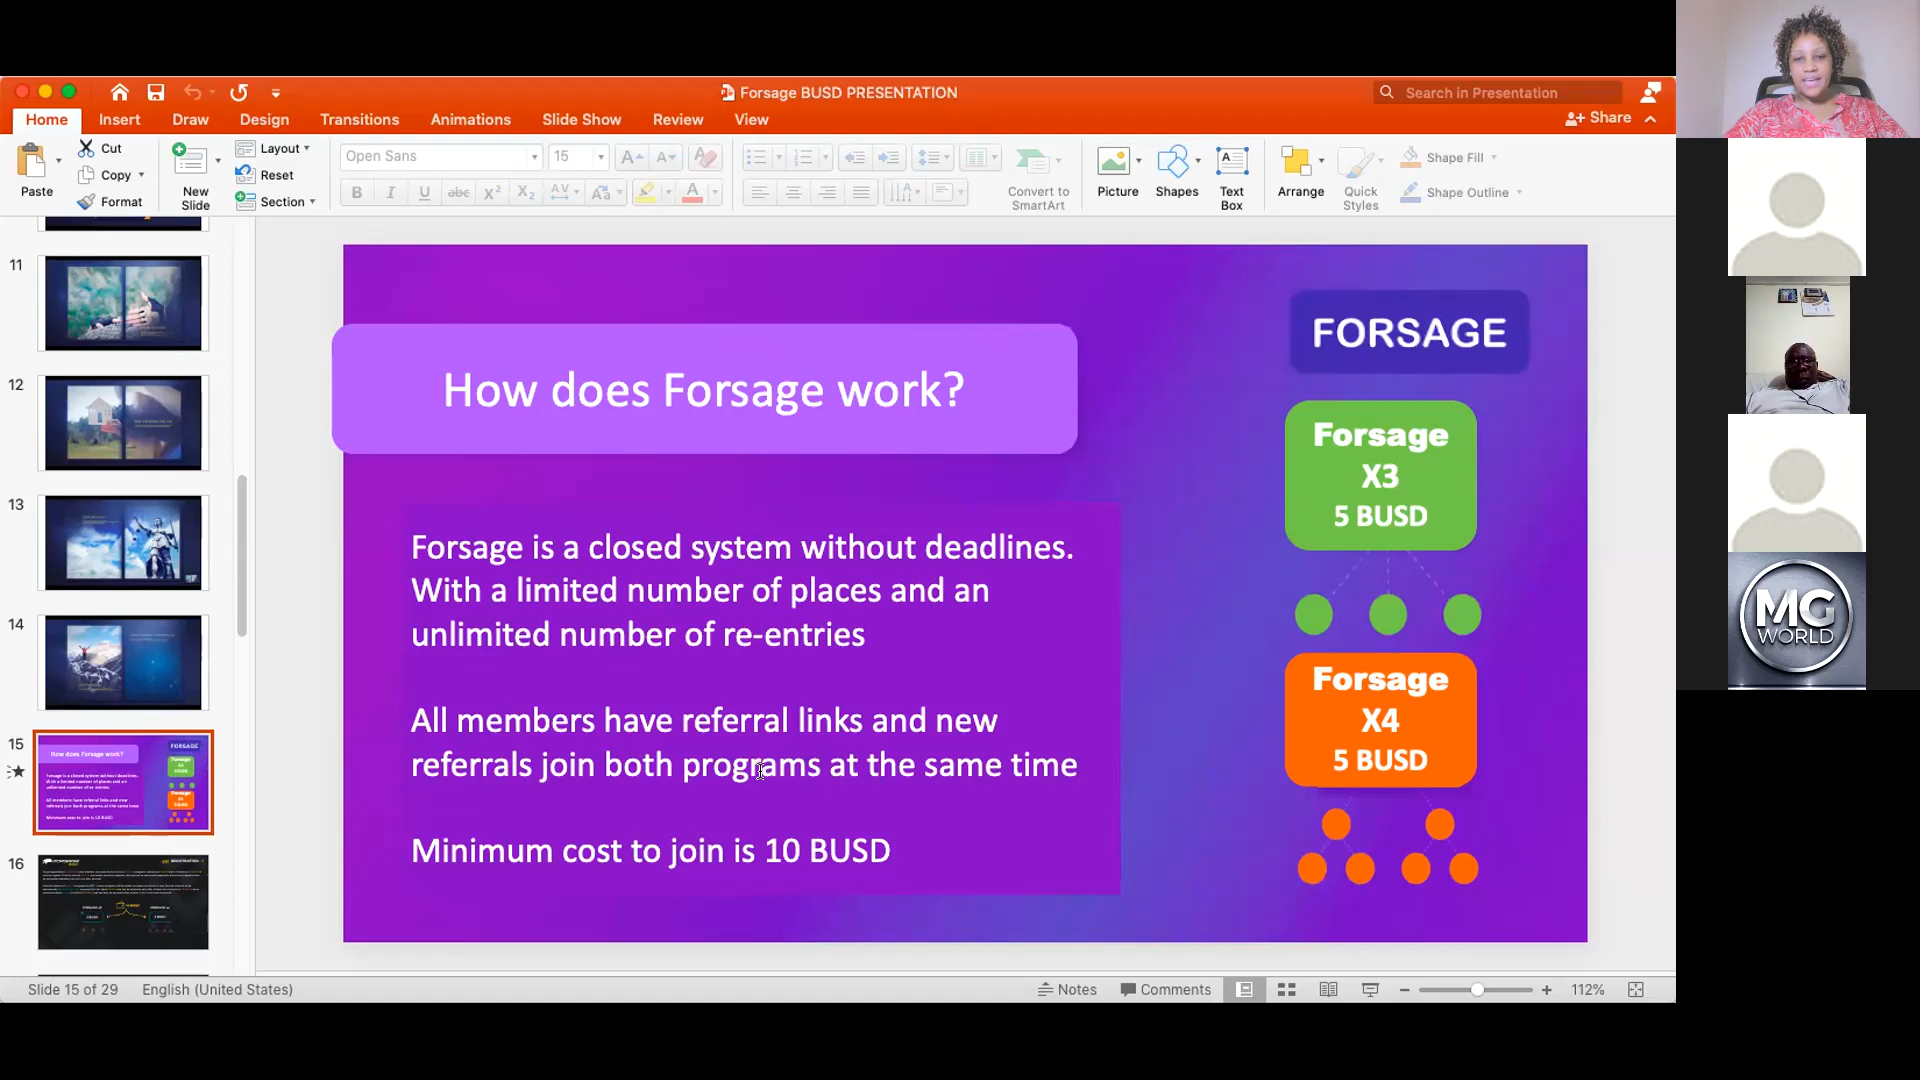 Forsage BUSD PRESENTATION
Search in Presentation
Home
Insert
Draw
Design
Transitions
Animations
Slide Show
Review
View
Share
Paste
Cut
Copy
Format
New
Slide
Layout
Reset
Section
Open Sans
15
Convert to
SmartArt
Picture
Shapes
Text
Box
Arrange
Quick
Styles
Shape Fill
Shape Outline
11
12
13
14
15
16
How does Forsage work?
Forsage is a closed system without deadlines.
With a limited number of places and an
unlimited number of re-entries
All members have referral links and new
referrals join both programs at the same time
Minimum cost to join is 10 BUSD
FORSAGE
Forsage
X3
5 BUSD
Forsage
X4
5 BUSD
MG
WORLD
Slide 15 of 29
English (United States)
Notes
Comments
112%